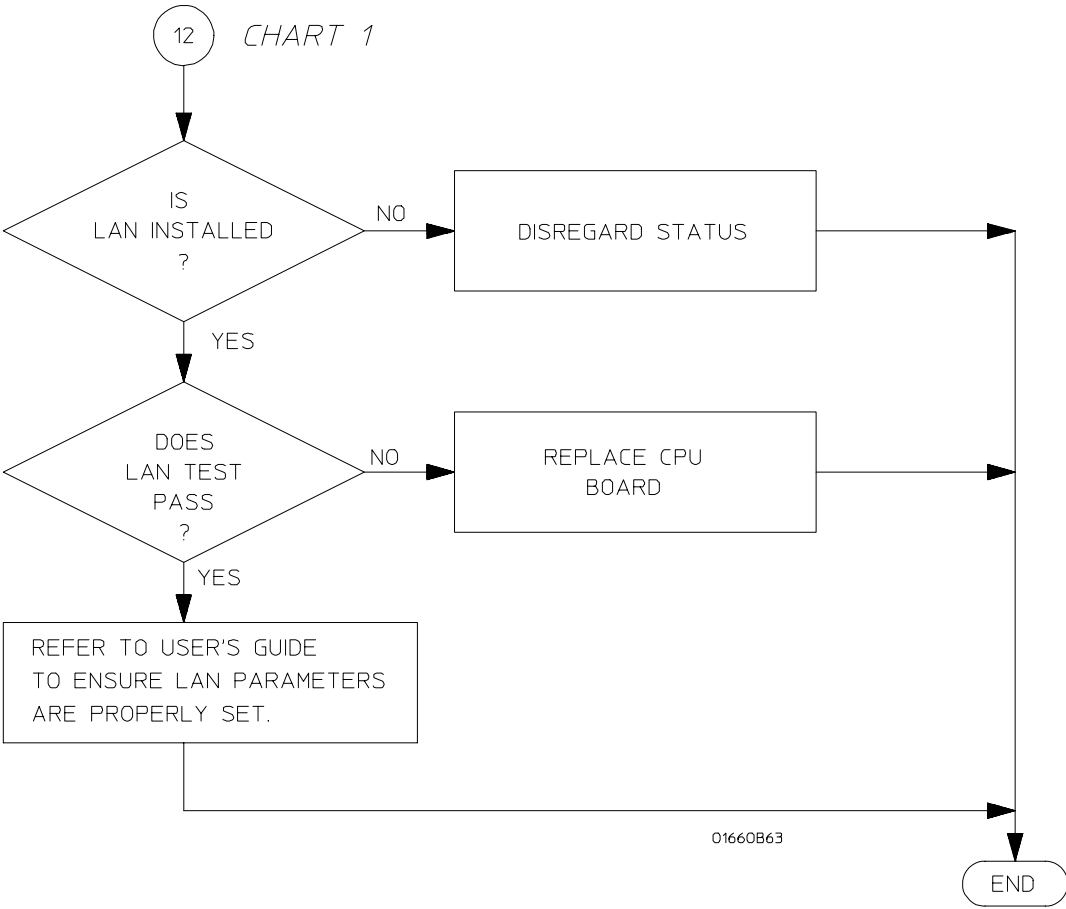 12 CHART 1
IS
LAN INSTALLED
?
NO
DISREGARD STATUS
YES
DOES
LAN TEST
PASS
?
NO
REPLACE CPU
BOARD
YES
REFER TO USER'S GUIDE
TO ENSURE LAN PARAMETERS
ARE PROPERLY SET.
01660B63
END